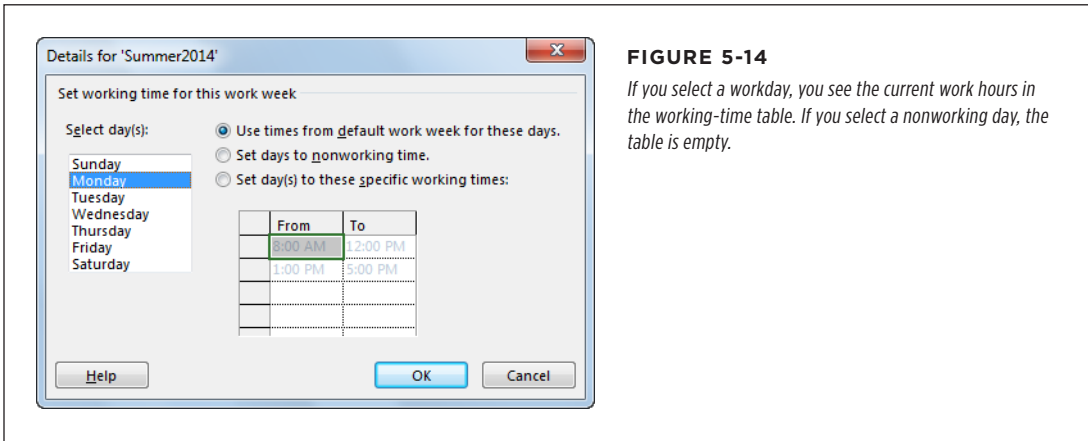 Details for 'Summer2014'
Set working time for this work week
Select day(s):
Sunday
Monday
Tuesday
Wednesday
Thursday
Friday
Saturday
Use times from default work week for these days.
Set days to nonworking time.
Set day(s) to these specific working times:
From To
8:00 AM 12:00 PM
1:00 PM 5:00 PM
Help
OK
Cancel
FIGURE 5-14
If you select a workday, you see the current work hours in
the working-time table. If you select a nonworking day, the
table is empty.